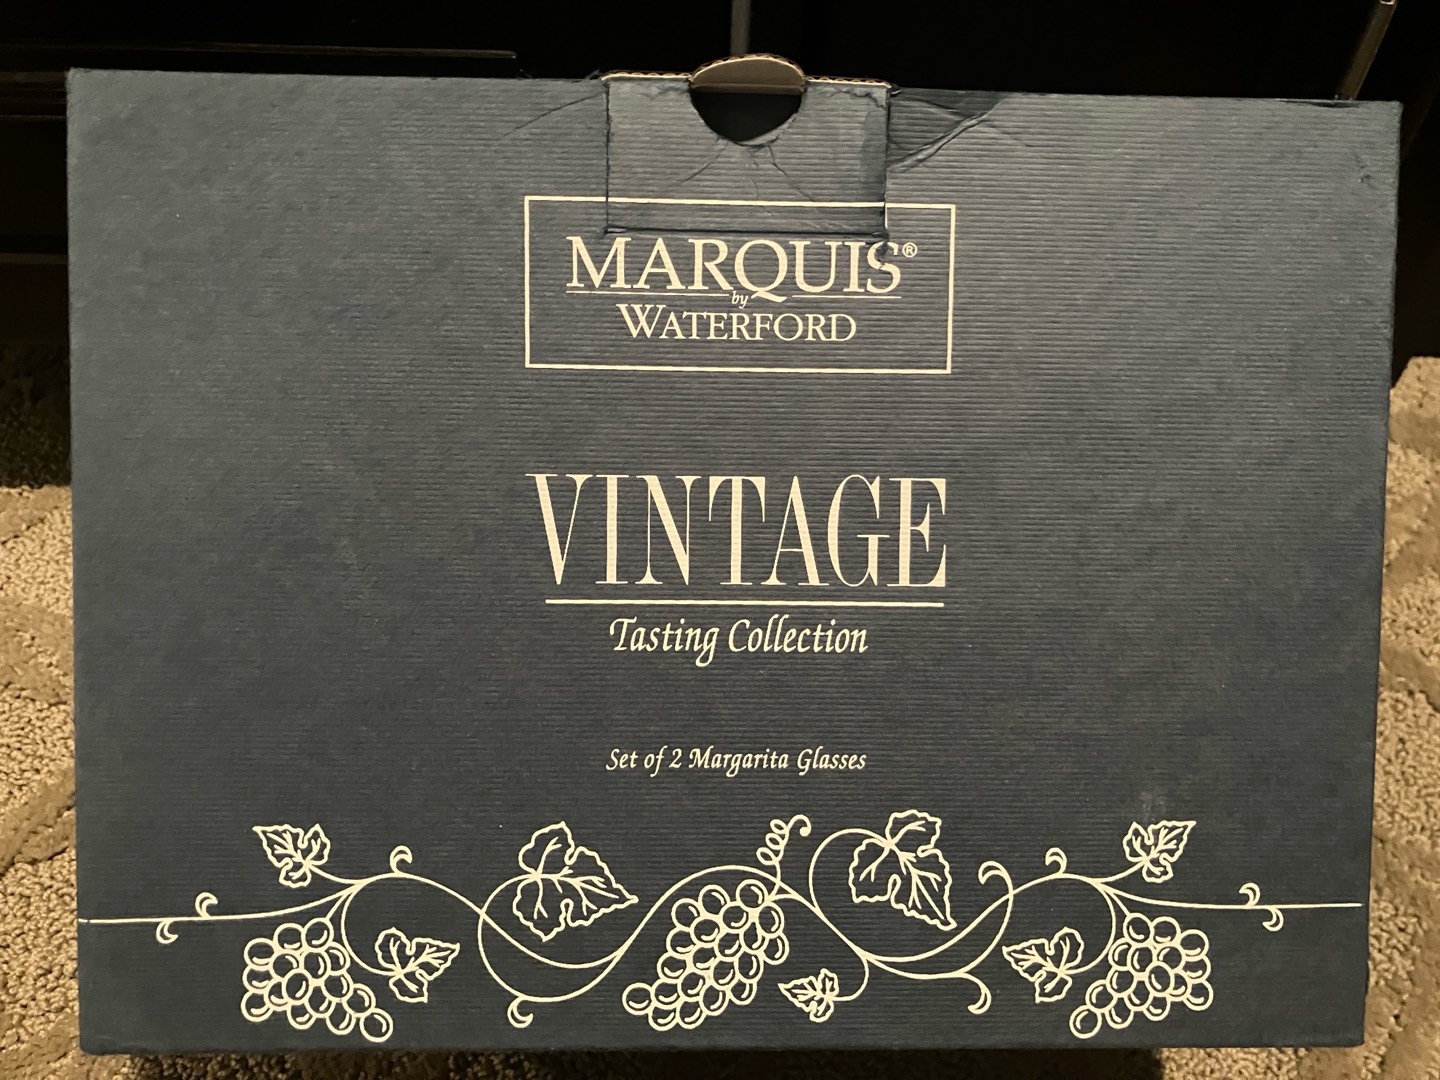 MARQUIS®
by
WATERFORD
VINTAGE
Tasting Collection
Set of 2 Margarita Glasses